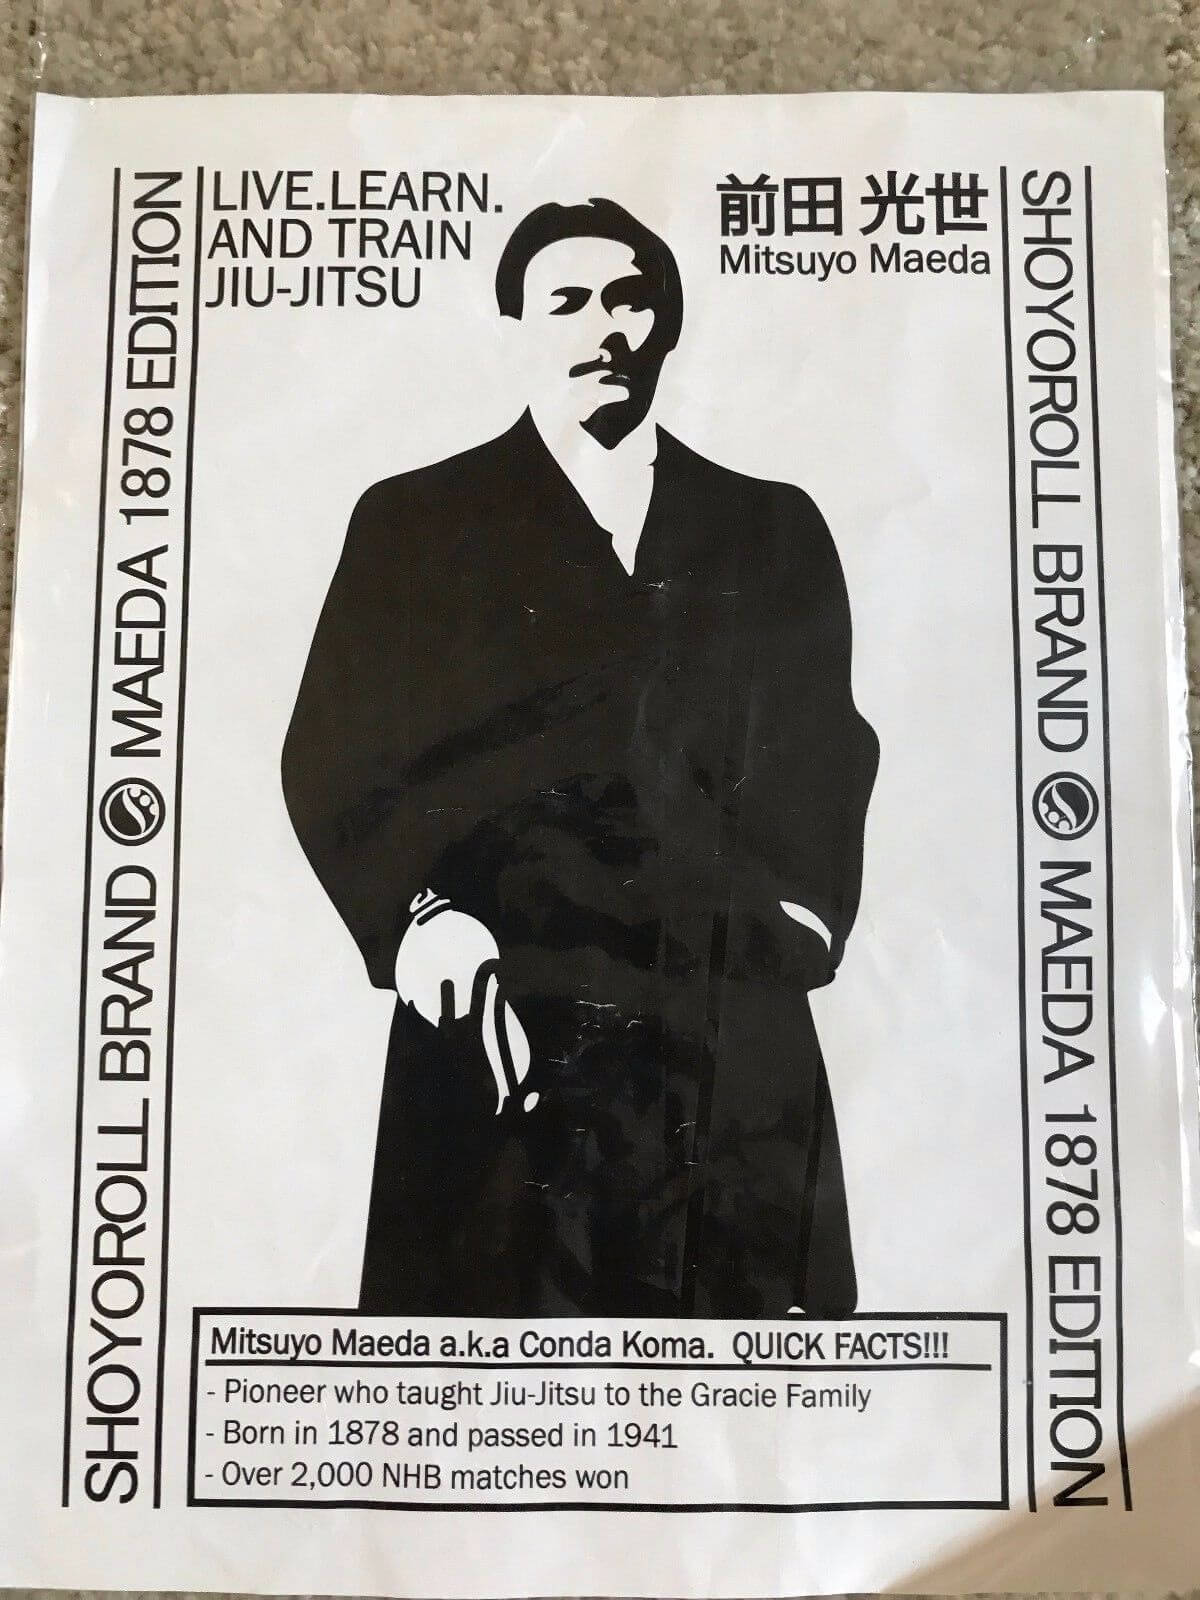 SHOYOROLL BRAND MAEDA 1878 EDITION
LIVE.LEARN.
AND TRAIN
JIU-JITSU
前田 光世
Mitsuyo Maeda
SHOYOROLL BRAND MAEDA 1878 EDITION
Mitsuyo Maeda a.k.a Conda Koma. QUICK FACTS!!!
- Pioneer who taught Jiu-Jitsu to the Gracie Family
- Born in 1878 and passed in 1941
- Over 2,000 NHB matches won